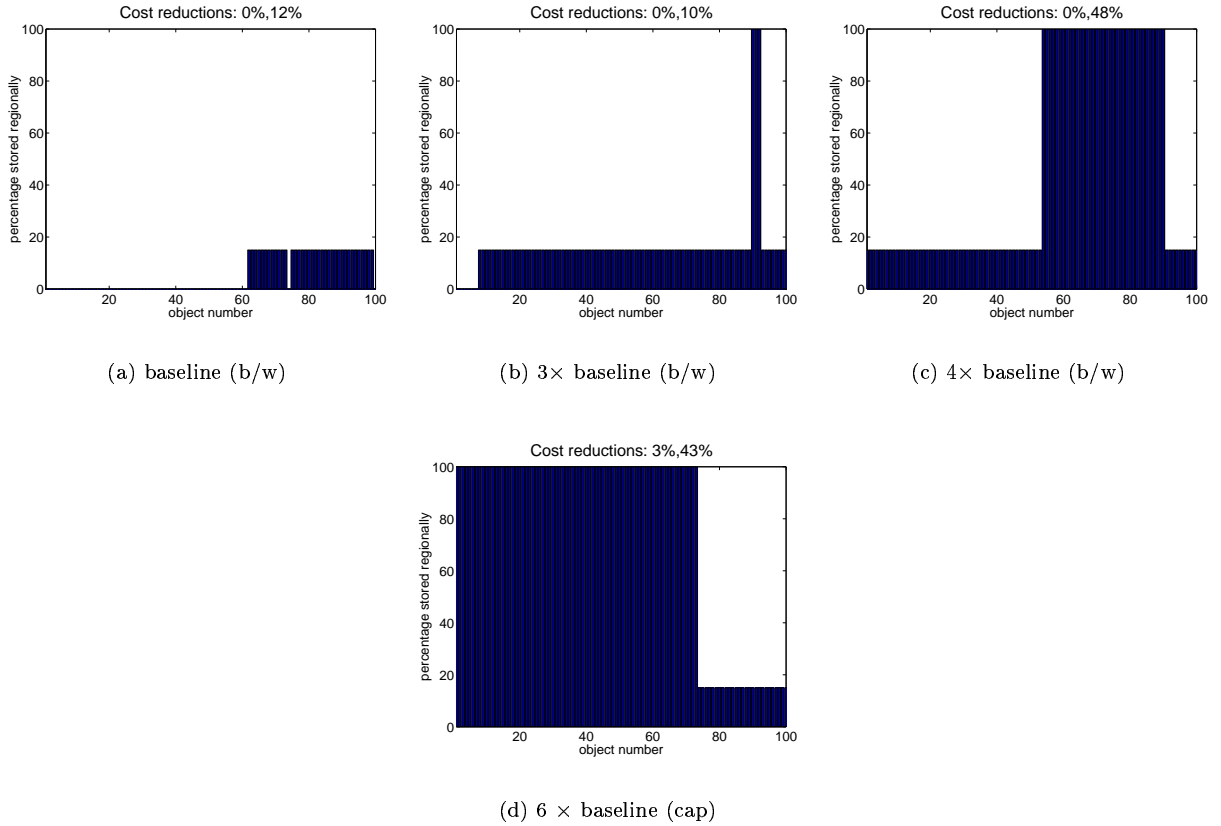 Cost reductions: 0%,12%
100
80
60
40
20
0
percentage stored regionally
20 40 60 80 100
object number
(a) baseline (b/w)
Cost reductions: 0%,10%
100
80
60
40
20
0
percentage stored regionally
20 40 60 80 100
object number
(b) 3× baseline (b/w)
Cost reductions: 0%,48%
100
80
60
40
20
0
percentage stored regionally
20 40 60 80 100
object number
(c) 4× baseline (b/w)
Cost reductions: 3%,43%
100
80
60
40
20
0
percentage stored regionally
20 40 60 80 100
object number
(d) 6 × baseline (cap)